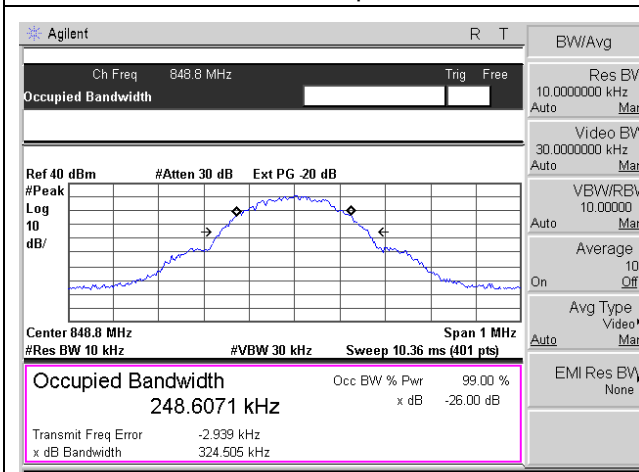 Agilent R T
Ch Freq 848.8 MHz Trig Free
Occupied Bandwidth
Ref 40 dBm #Atten 30 dB Ext PG -20 dB
#Peak
Log
10
dB/
Center 848.8 MHz Span 1 MHz
#Res BW 10 kHz #VBW 30 kHz Sweep 10.36 ms (401 pts)
Occupied Bandwidth Occ BW % Pwr 99.00 %
248.6071 kHz x dB -26.00 dB
Transmit Freq Error -2.939 kHz
x dB Bandwidth 324.505 kHz
BW/Avg
Res BW
10.0000000 kHz
Auto Mar
Video BW
30.0000000 kHz
Auto Mar
VBW/RBW
10.00000
Auto Mar
Average
10
On Off
Avg Type
Video
Auto Mar
EMI Res BW
None